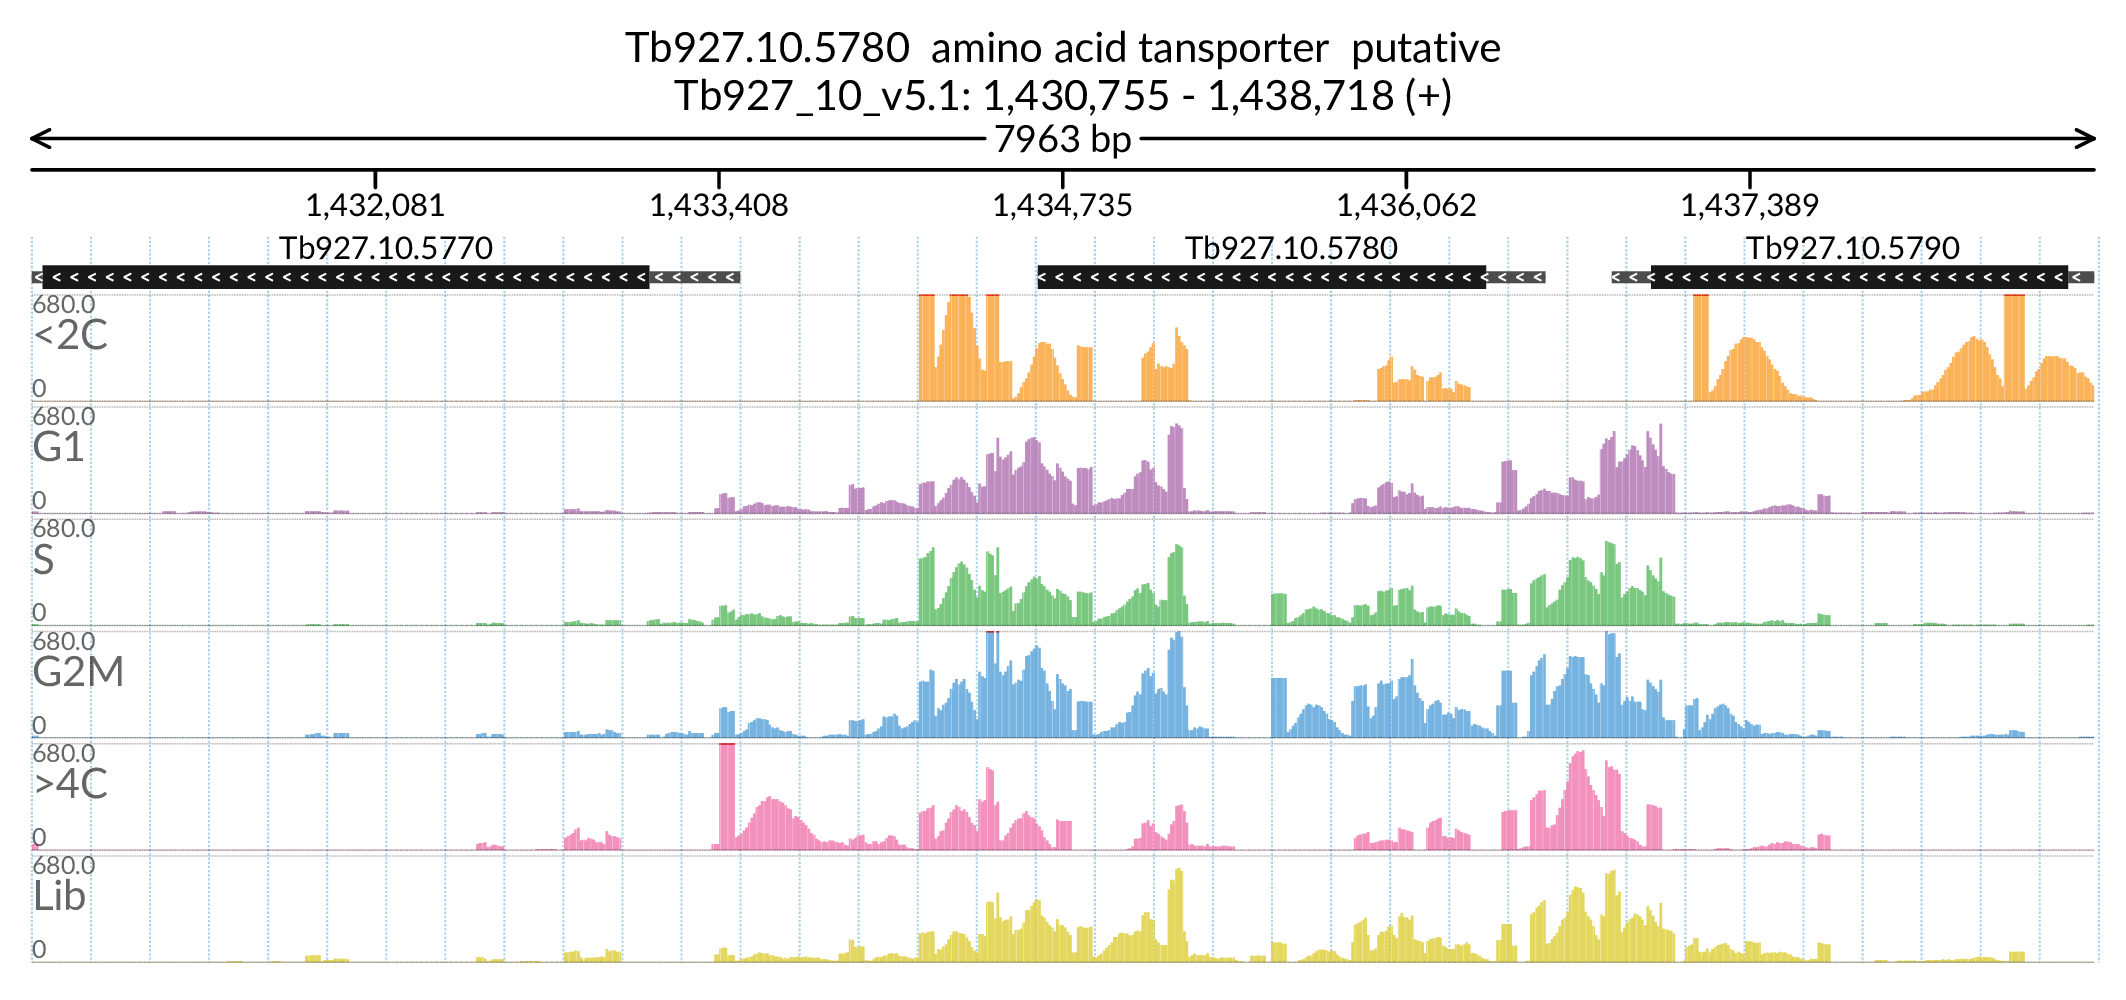 Tb927.10.5780  amino acid tansporter  putative
Tb927_10_v5.1: 1,430,755 - 1,438,718 (+)
7963 bp
1,432,081 1,433,408 1,434,735 1,436,062 1,437,389
Tb927.10.5770 Tb927.10.5780 Tb927.10.5790
680.0
<2C
0
680.0
G1
0
680.0
S
0
680.0
G2M
0
680.0
>4C
0
680.0
Lib
0